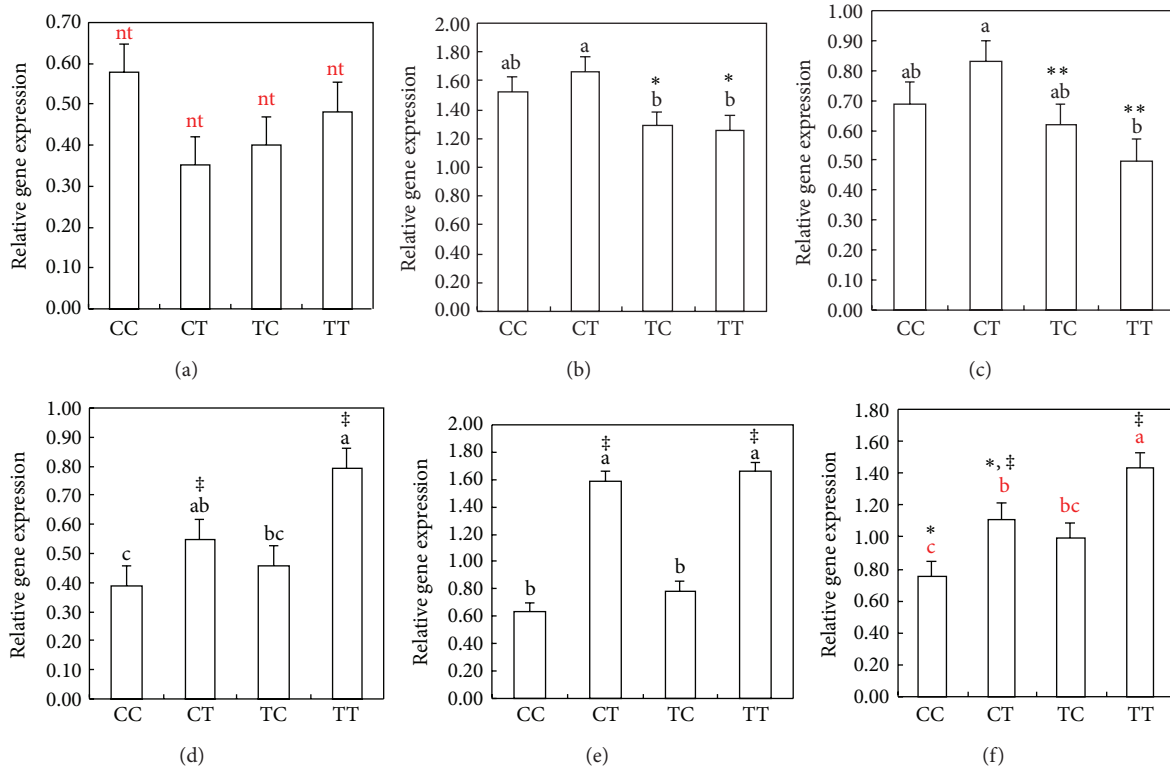 Relative gene expression
0.70
0.60
0.50
0.40
0.30
0.20
0.10
0.00
nt
nt
nt
nt
CC CT TC TT
(a)
Relative gene expression
2.00
1.80
1.60
1.40
1.20
1.00
0.80
0.60
0.40
0.20
0.00
ab
a
*
b
*
b
CC CT TC TT
(b)
Relative gene expression
1.00
0.90
0.80
0.70
0.60
0.50
0.40
0.30
0.20
0.10
0.00
ab
a
**
ab
**
b
CC CT TC TT
(c)
Relative gene expression
1.00
0.90
0.80
0.70
0.60
0.50
0.40
0.30
0.20
0.10
0.00
c
‡
ab
bc
‡
a
CC CT TC TT
(d)
Relative gene expression
2.00
1.80
1.60
1.40
1.20
1.00
0.80
0.60
0.40
0.20
0.00
b
‡
a
b
‡
a
CC CT TC TT
(e)
Relative gene expression
1.80
1.60
1.40
1.20
1.00
0.80
0.60
0.40
0.20
0.00
*
c
*, ‡
b
bc
‡
a
CC CT TC TT
(f)